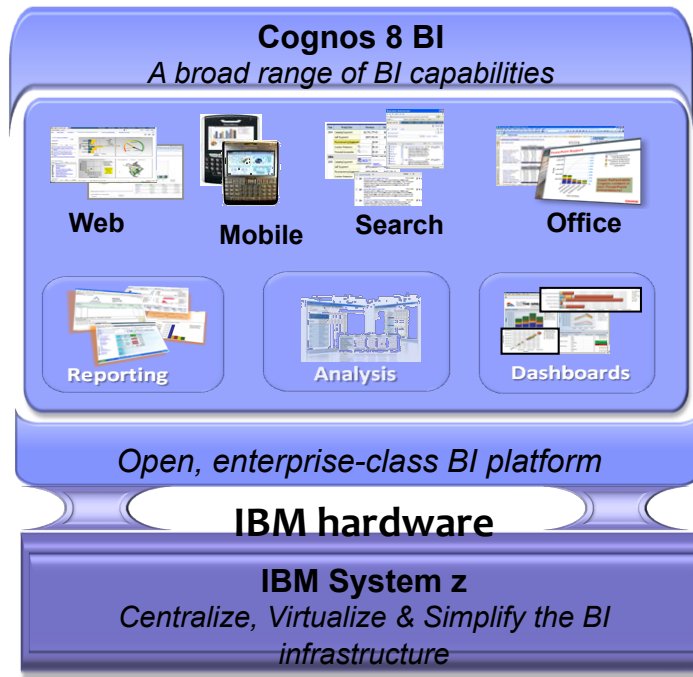 Cognos 8 BI
A broad range of BI capabilities
Web
Mobile
Search
Office
Reporting
Analysis
Dashboards
Open, enterprise-class BI platform
IBM hardware
IBM System z
Centralize, Virtualize & Simplify the BI
infrastructure